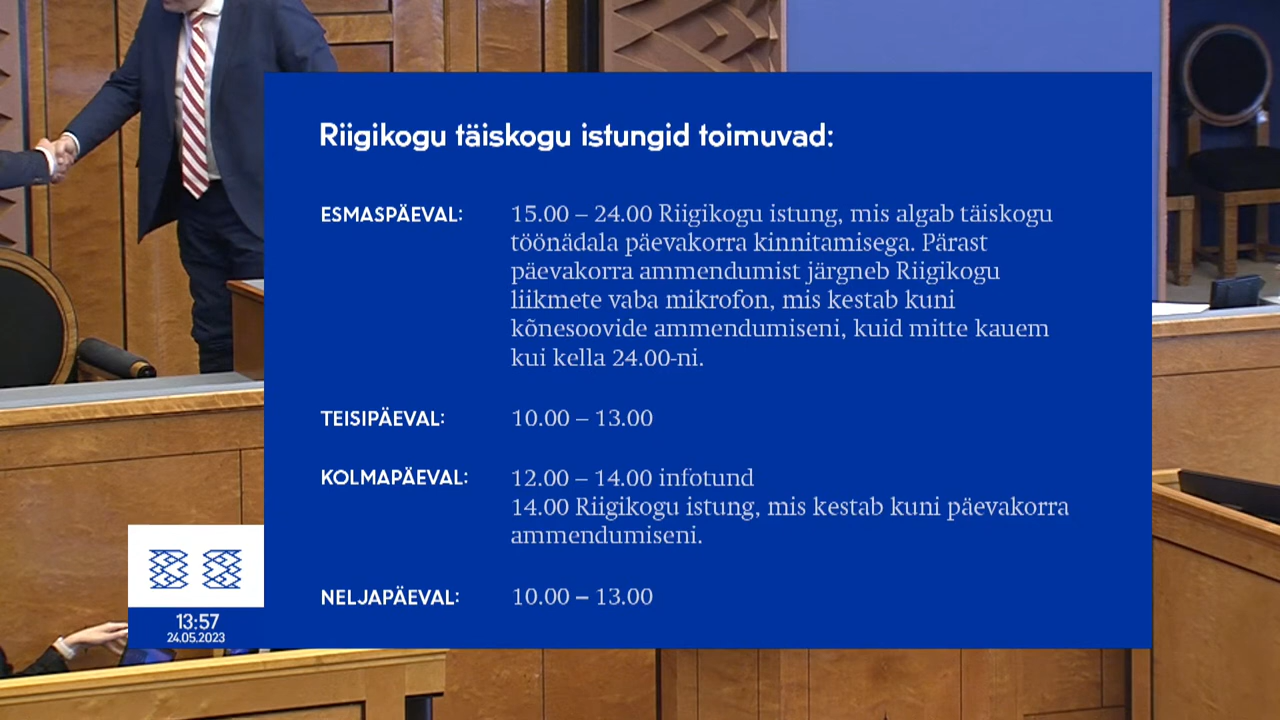 Riigikogu täiskogu istungid toimuvad:
ESMASPÄEVAL:
15.00 – 24.00 Riigikogu istung, mis algab täiskogu
töönädala päevakorra kinnitamisega. Pärast
päevakorra ammendumist järgneb Riigikogu
liikmete vaba mikrofon, mis kestab kuni
kõnesoovide ammendumiseni, kuid mitte kauem
kui kella 24.00-ni.
TEISIPÄEVAL:
10.00 – 13.00
KOLMAPÄEVAL:
12.00 – 14.00 infotund
14.00 Riigikogu istung, mis kestab kuni päevakorra
ammendumiseni.
NELJAPÄEVAL:
10.00 – 13.00
13:57
24.05.2023